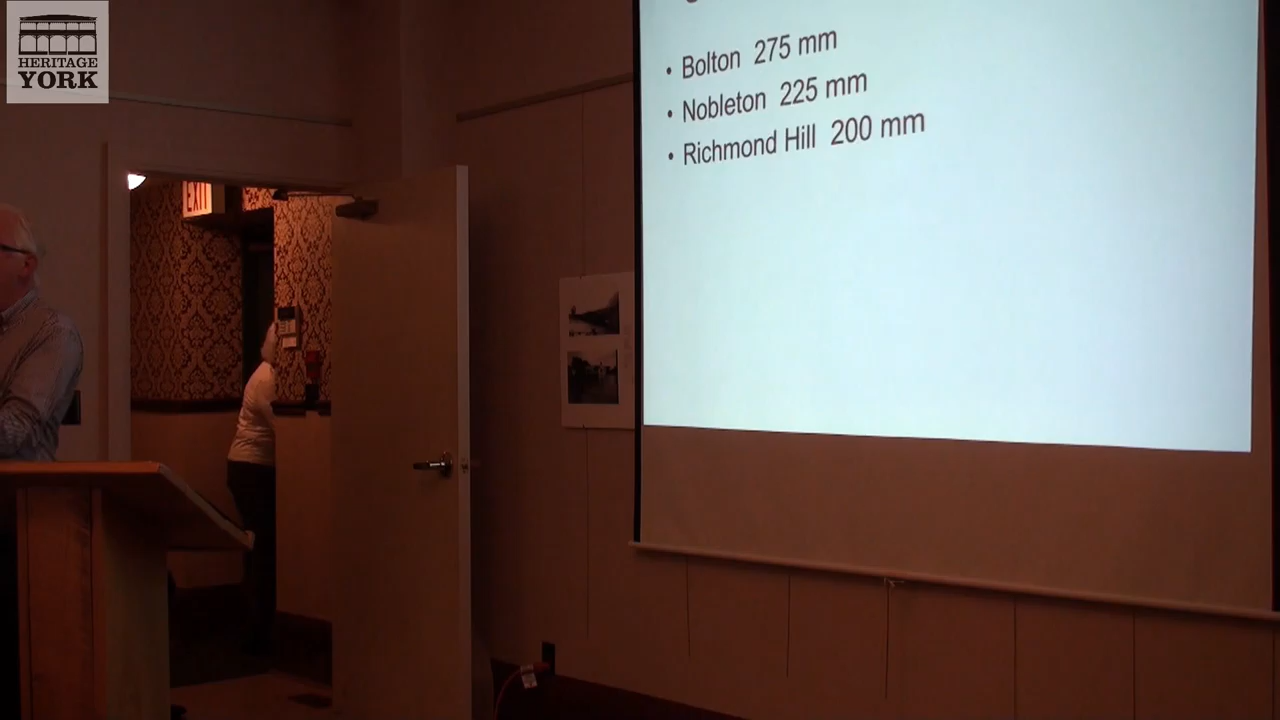 HERITAGE
YORK
• Bolton 275 mm
• Nobleton 225 mm
• Richmond Hill 200 mm
EXIT